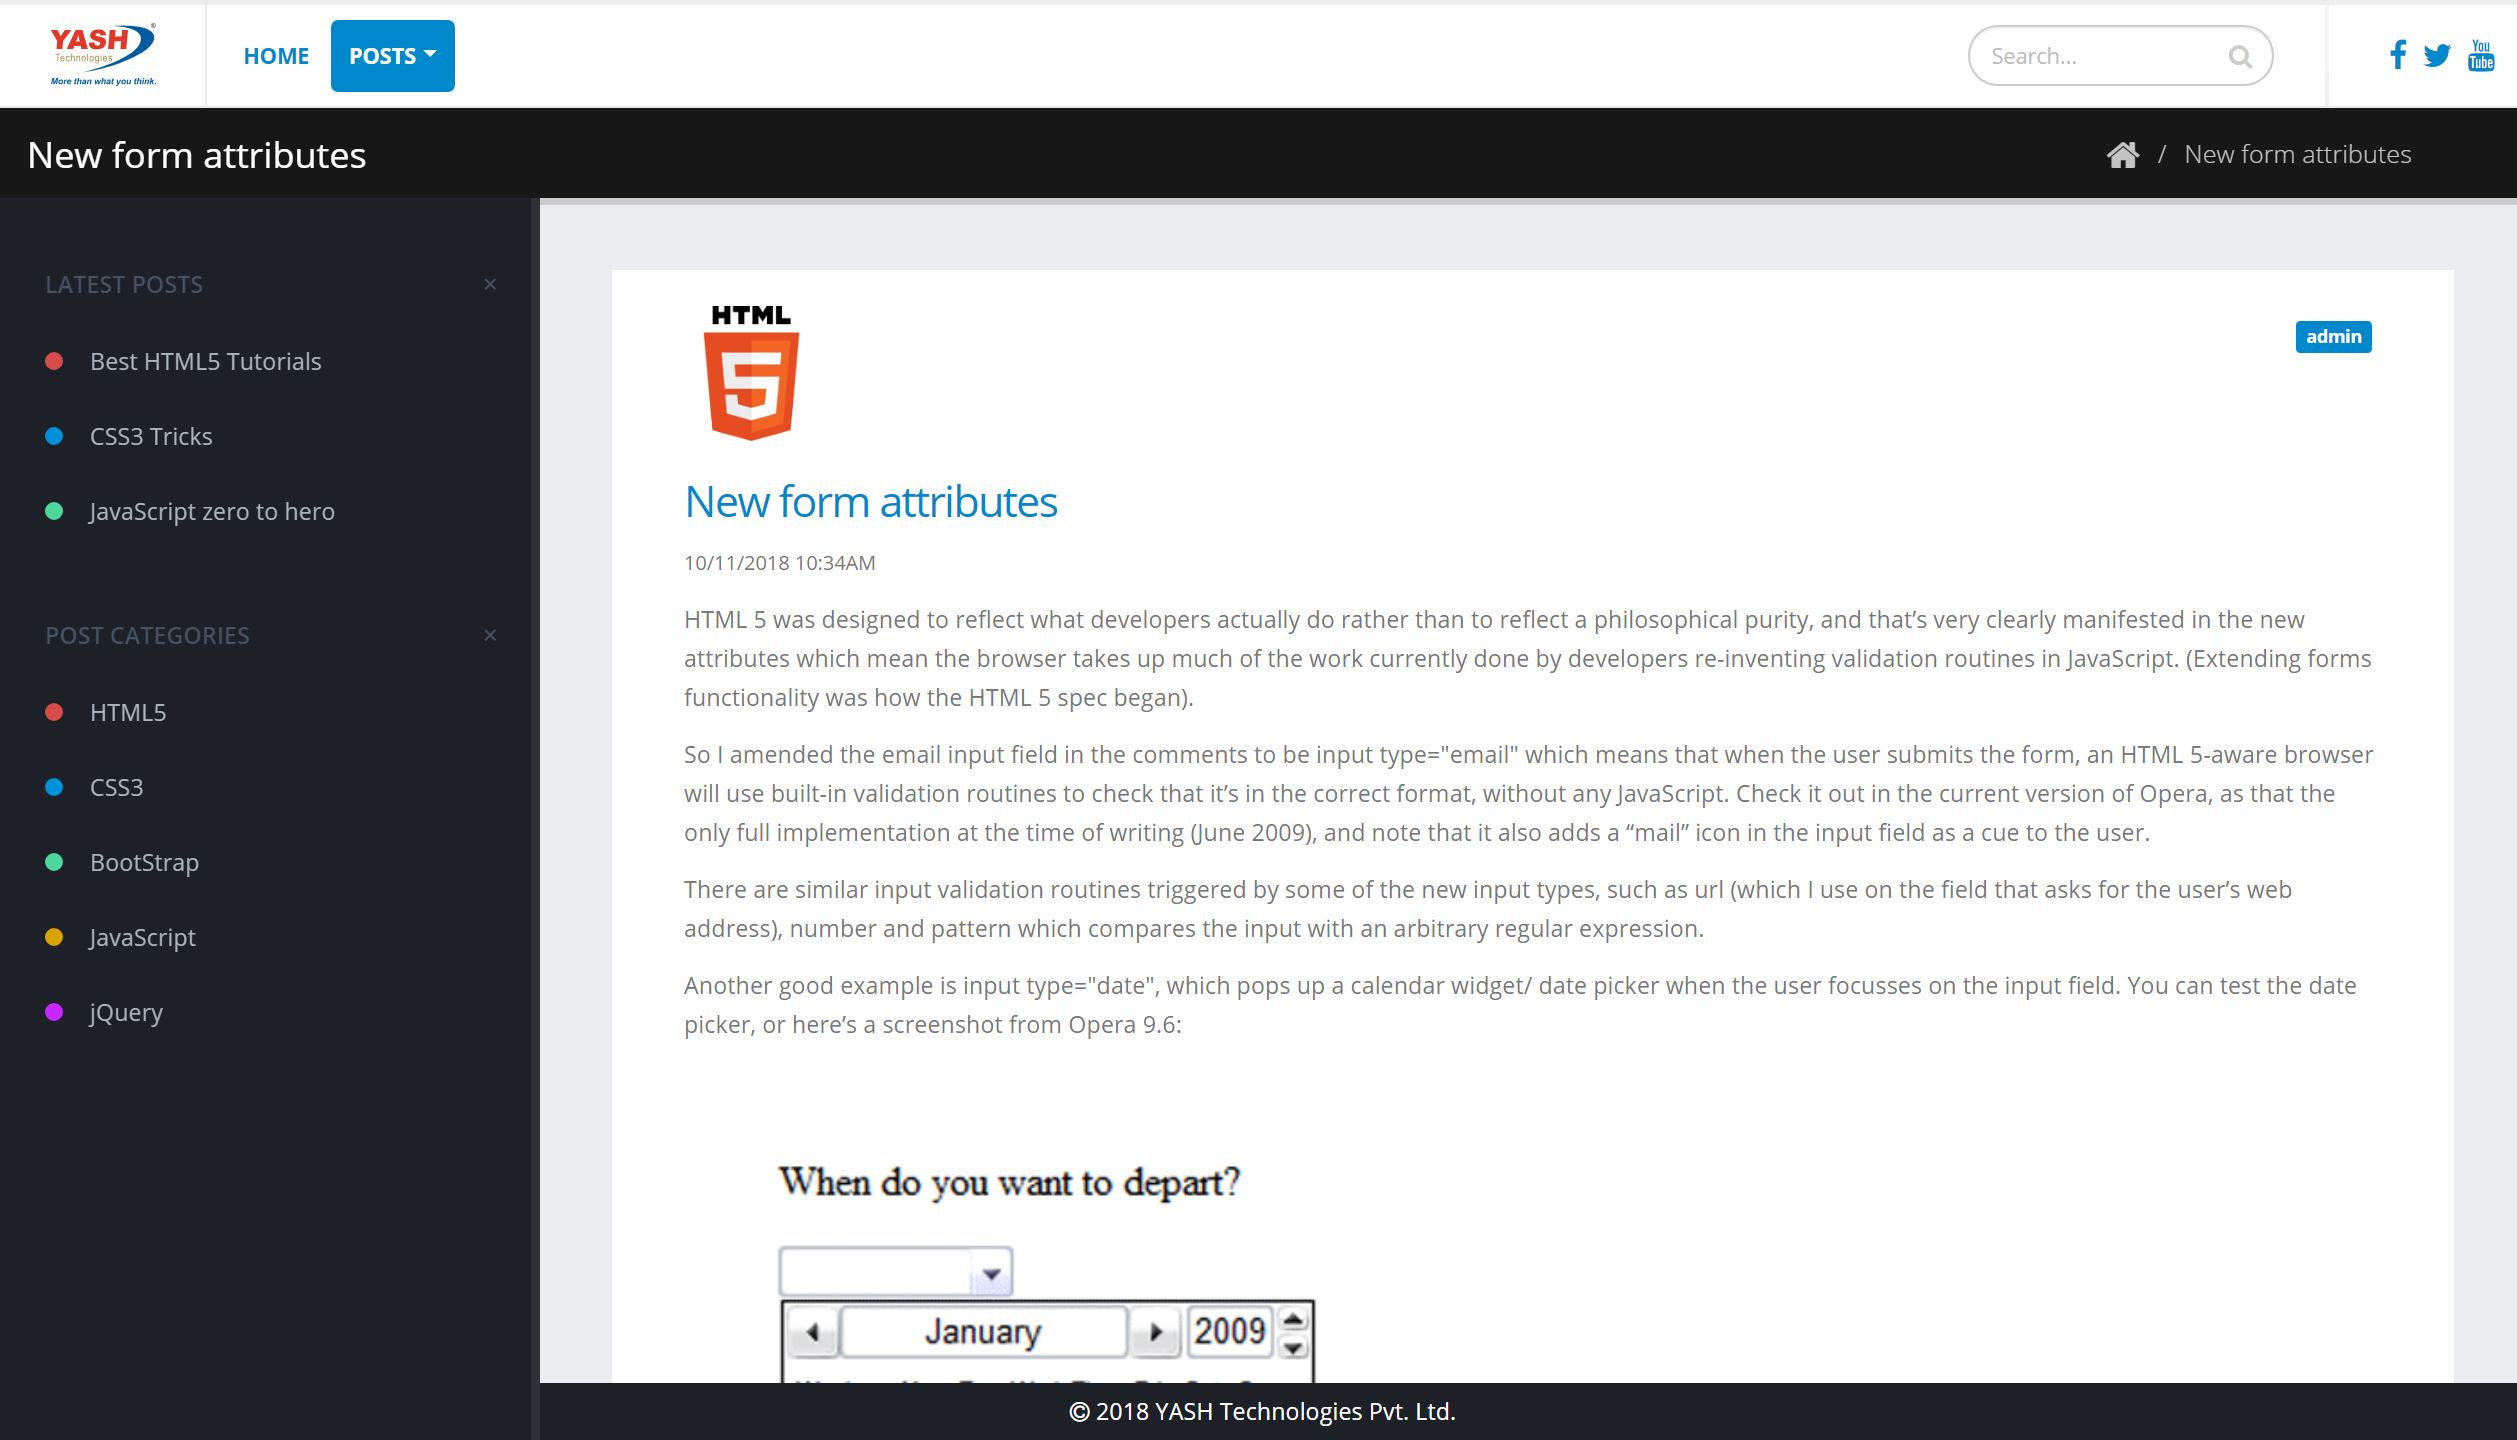 YASH
Technologies
More than what you think.
HOME
POSTS
Search...
You
Tube
New form attributes
/ New form attributes
LATEST POSTS ×
Best HTML5 Tutorials
CSS3 Tricks
JavaScript zero to hero
POST CATEGORIES ×
HTML5
CSS3
BootStrap
JavaScript
jQuery
HTML
5
admin
New form attributes
10/11/2018 10:34AM
HTML 5 was designed to reflect what developers actually do rather than to reflect a philosophical purity, and that’s very clearly manifested in the new
attributes which mean the browser takes up much of the work currently done by developers re-inventing validation routines in JavaScript. (Extending forms
functionality was how the HTML 5 spec began).
So I amended the email input field in the comments to be input type="email" which means that when the user submits the form, an HTML 5-aware browser
will use built-in validation routines to check that it’s in the correct format, without any JavaScript. Check it out in the current version of Opera, as that the
only full implementation at the time of writing (June 2009), and note that it also adds a “mail” icon in the input field as a cue to the user.
There are similar input validation routines triggered by some of the new input types, such as url (which I use on the field that asks for the user’s web
address), number and pattern which compares the input with an arbitrary regular expression.
Another good example is input type="date", which pops up a calendar widget/ date picker when the user focusses on the input field. You can test the date
picker, or here’s a screenshot from Opera 9.6:
When do you want to depart?
January 2009
© 2018 YASH Technologies Pvt. Ltd.